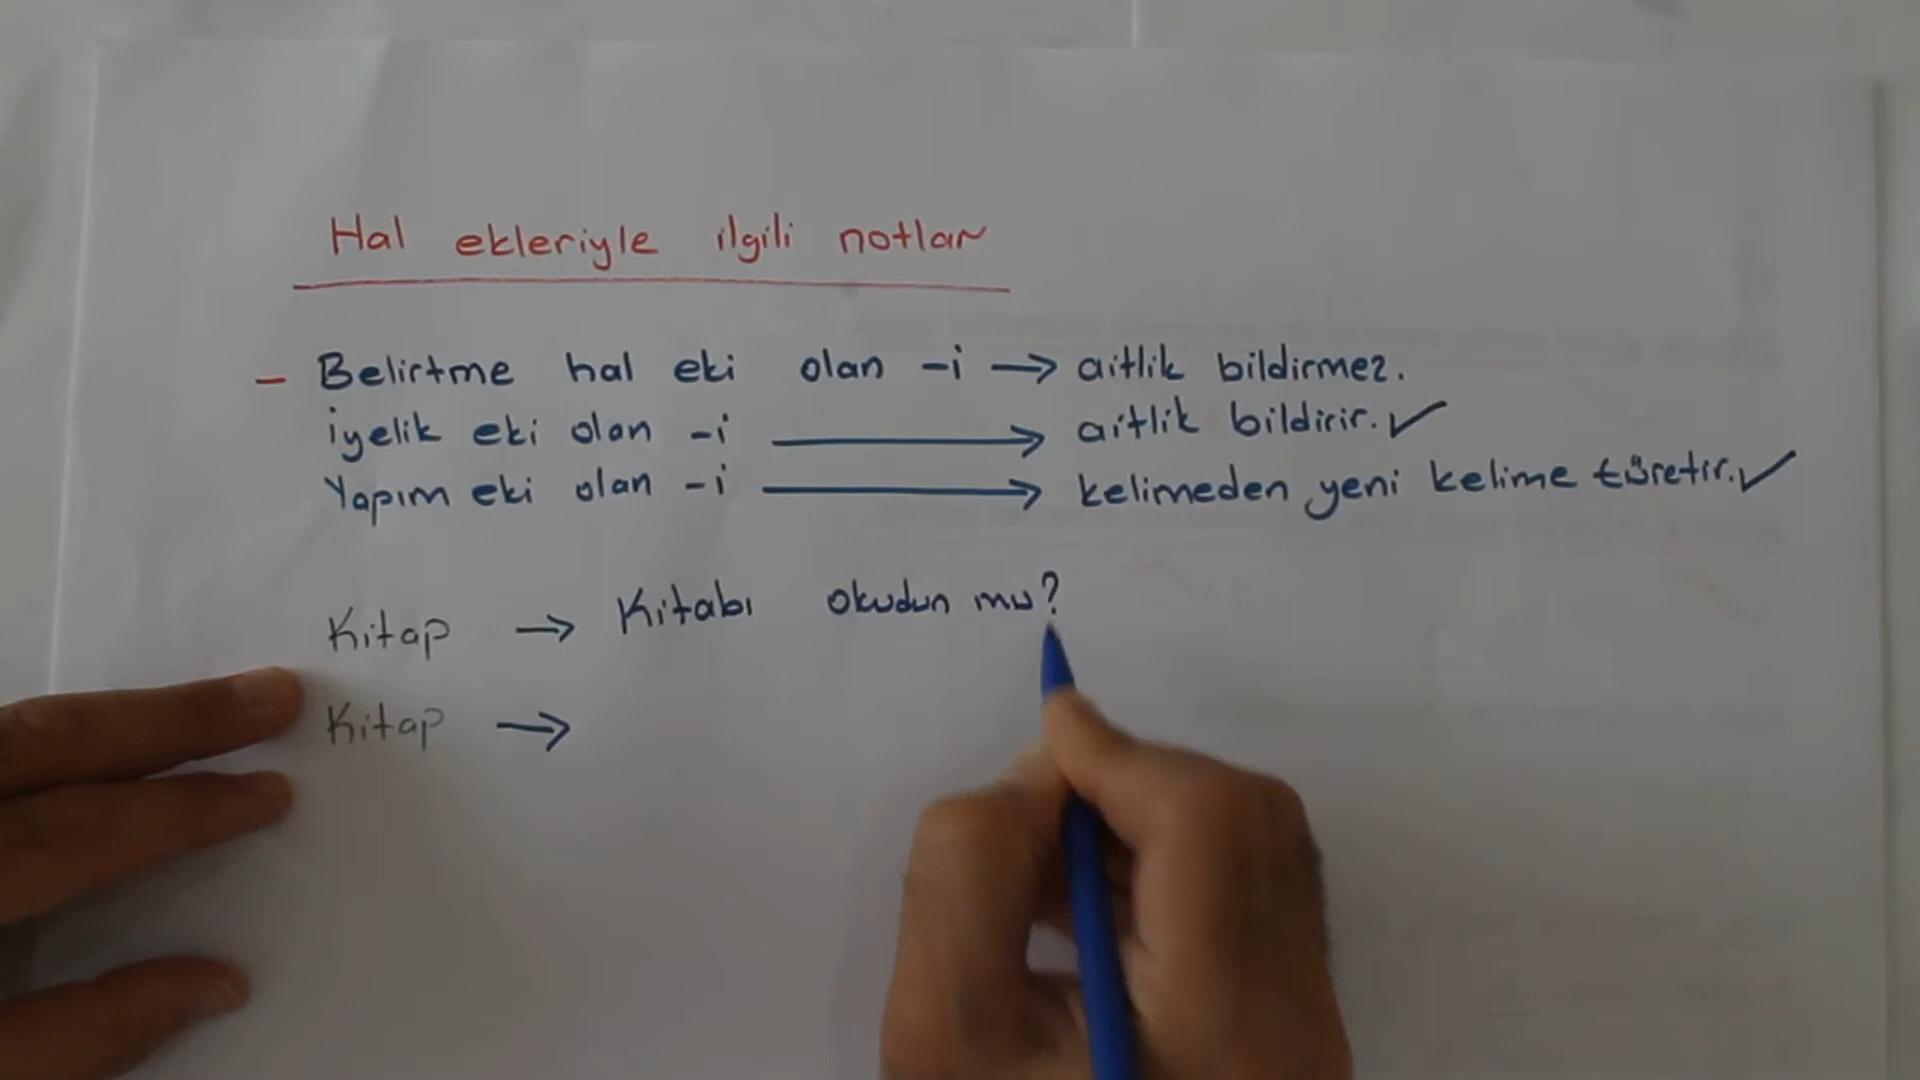 Hal ekleriyle ilgili notlar
- Belirtme hal eki olan -i → aitlik bildirmez.
İyelik eki olan -i → aitlik bildirir. ✓
Yapım eki olan -i → kelimeden yeni kelime türetir. ✓
Kitap → Kitabı okudun mu?
Kitap →